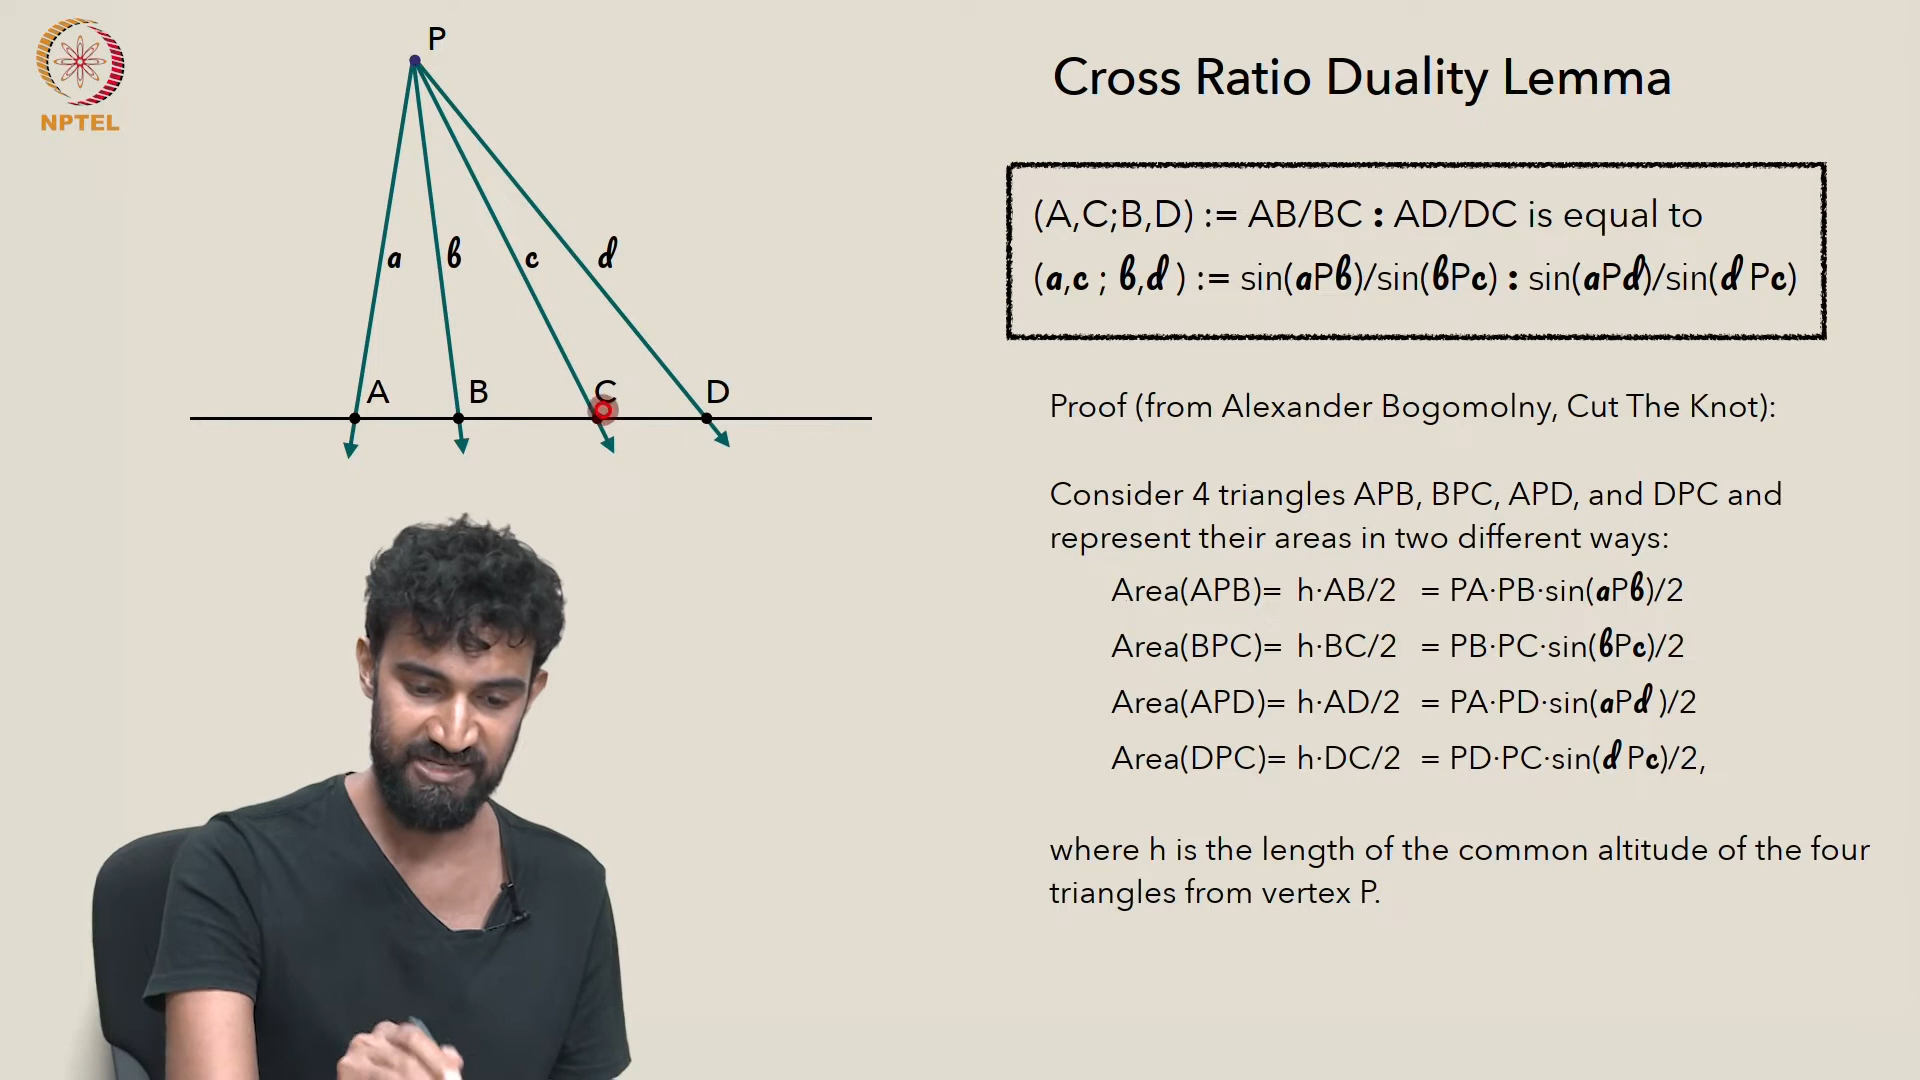 NPTEL
P
a b c d
A B C D
Cross Ratio Duality Lemma
(A,C;B,D) := AB/BC : AD/DC is equal to
(a,c ; b,d ) := sin(aPb)/sin(bPc) : sin(aPd)/sin(d Pc)
Proof (from Alexander Bogomolny, Cut The Knot):
Consider 4 triangles APB, BPC, APD, and DPC and
represent their areas in two different ways:
Area(APB)= h·AB/2 = PA·PB·sin(aPb)/2
Area(BPC)= h·BC/2 = PB·PC·sin(bPc)/2
Area(APD)= h·AD/2 = PA·PD·sin(aPd )/2
Area(DPC)= h·DC/2 = PD·PC·sin(d Pc)/2,
where h is the length of the common altitude of the four
triangles from vertex P.